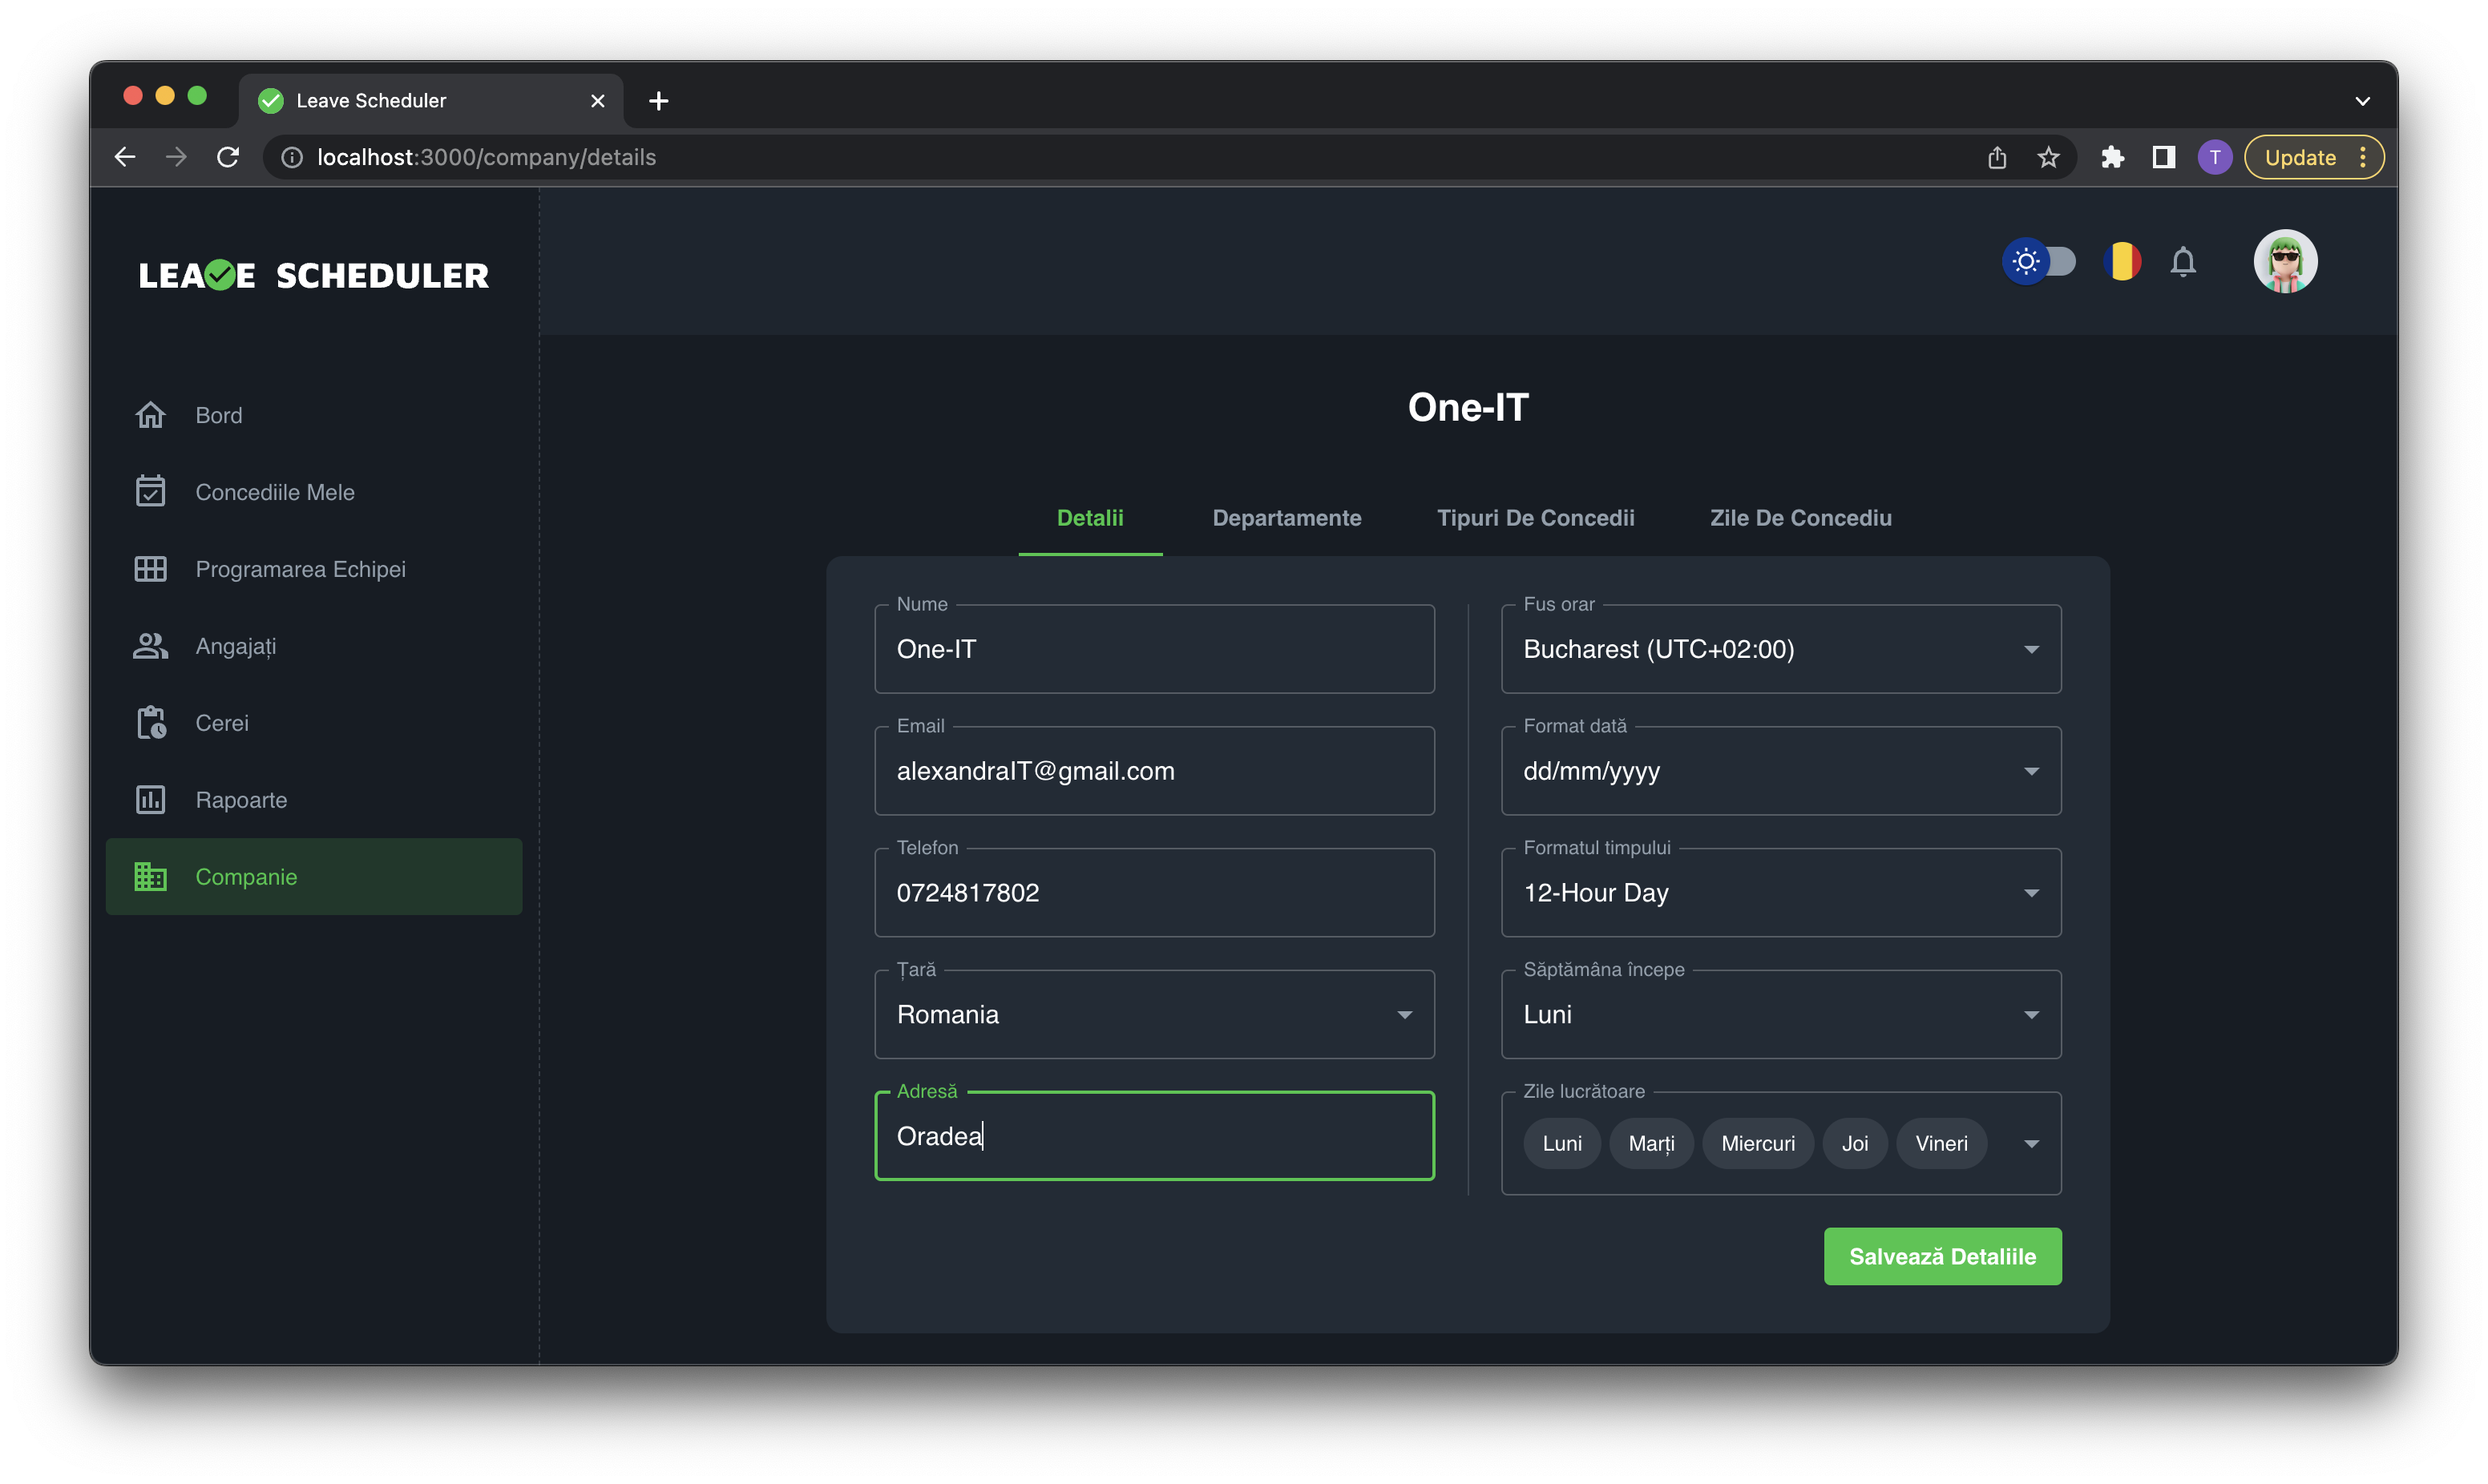 Leave Scheduler
localhost:3000/company/details
T
Update
LEAVE SCHEDULER
Bord
Concediile Mele
Programarea Echipei
Angajați
Cerei
Rapoarte
Companie
One-IT
Detalii Departamente Tipuri De Concedii Zile De Concediu
Nume
One-IT
Email
alexandraIT@gmail.com
Telefon
0724817802
Țară
Romania
Adresă
Oradea
Fus orar
Bucharest (UTC+02:00)
Format dată
dd/mm/yyyy
Formatul timpului
12-Hour Day
Săptămâna începe
Luni
Zile lucrătoare
Luni Marți Miercuri Joi Vineri
Salvează Detaliile